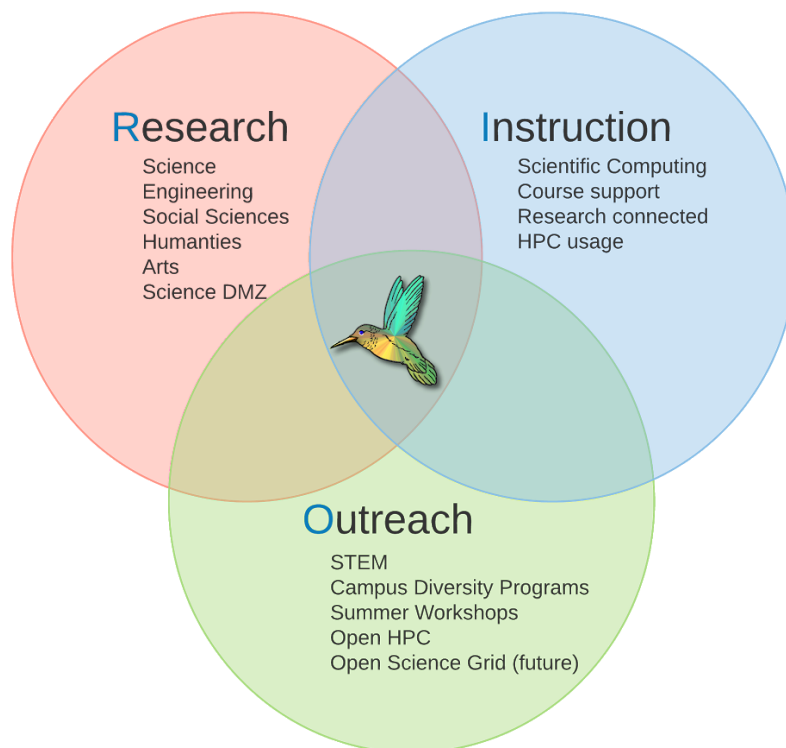 Research
Science
Engineering
Social Sciences
Humanties
Arts
Science DMZ
Instruction
Scientific Computing
Course support
Research connected
HPC usage
Outreach
STEM
Campus Diversity Programs
Summer Workshops
Open HPC
Open Science Grid (future)